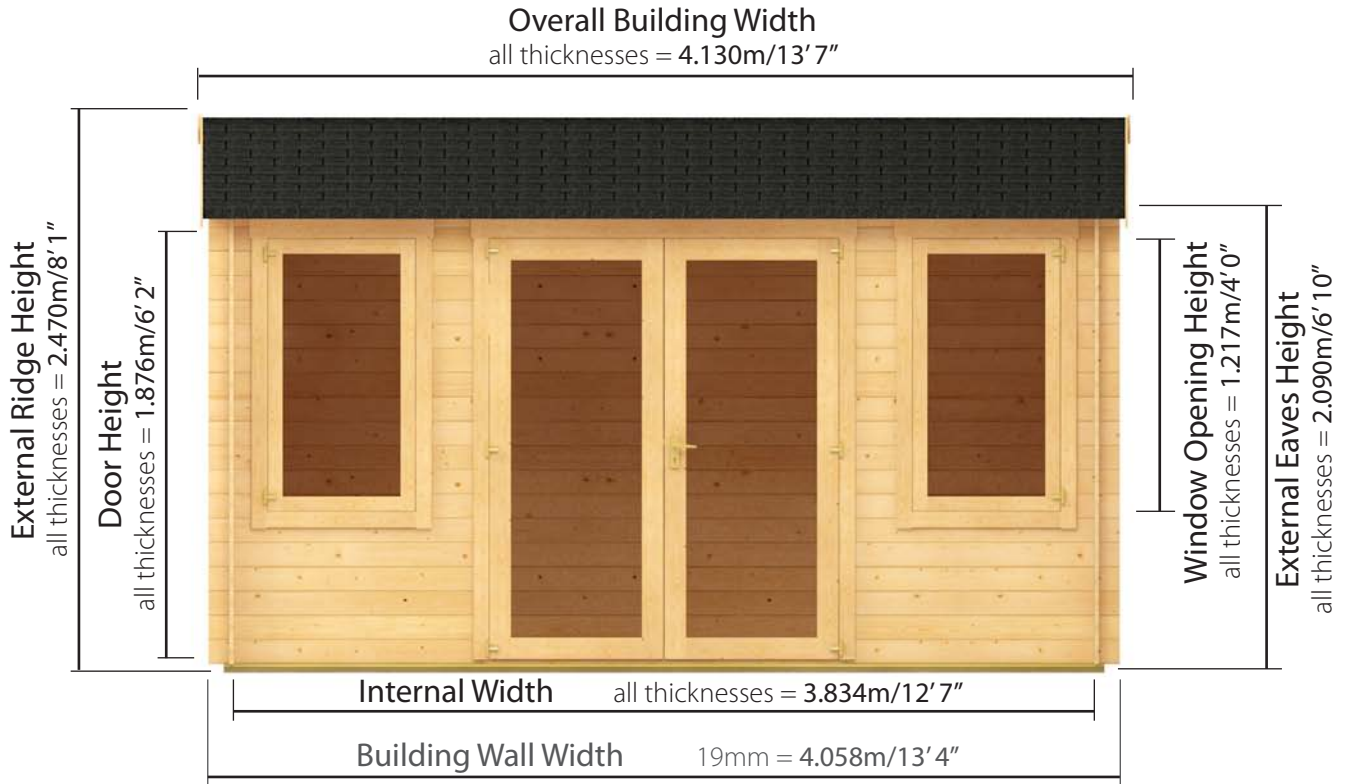 Overall Building Width
all thicknesses = 4.130m/13’ 7”
External Ridge Height
all thicknesses = 2.470m/8’ 1”
Door Height
all thicknesses = 1.876m/6’ 2”
Window Opening Height
all thicknesses = 1.217m/4’ 0”
External Eaves Height
all thicknesses = 2.090m/6’ 10”
Internal Width all thicknesses = 3.834m/12’ 7”
Building Wall Width 19mm = 4.058m/13’ 4”